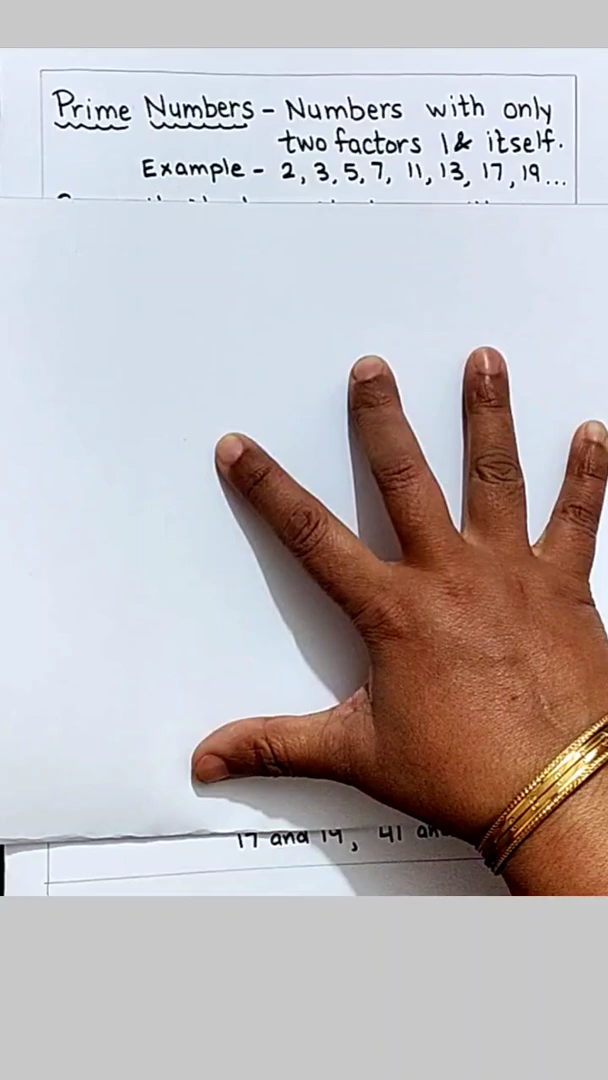 Prime Numbers - Numbers with only
two factors 1 & itself.
Example - 2, 3, 5, 7, 11, 13, 17, 19...
17 and 19, 41